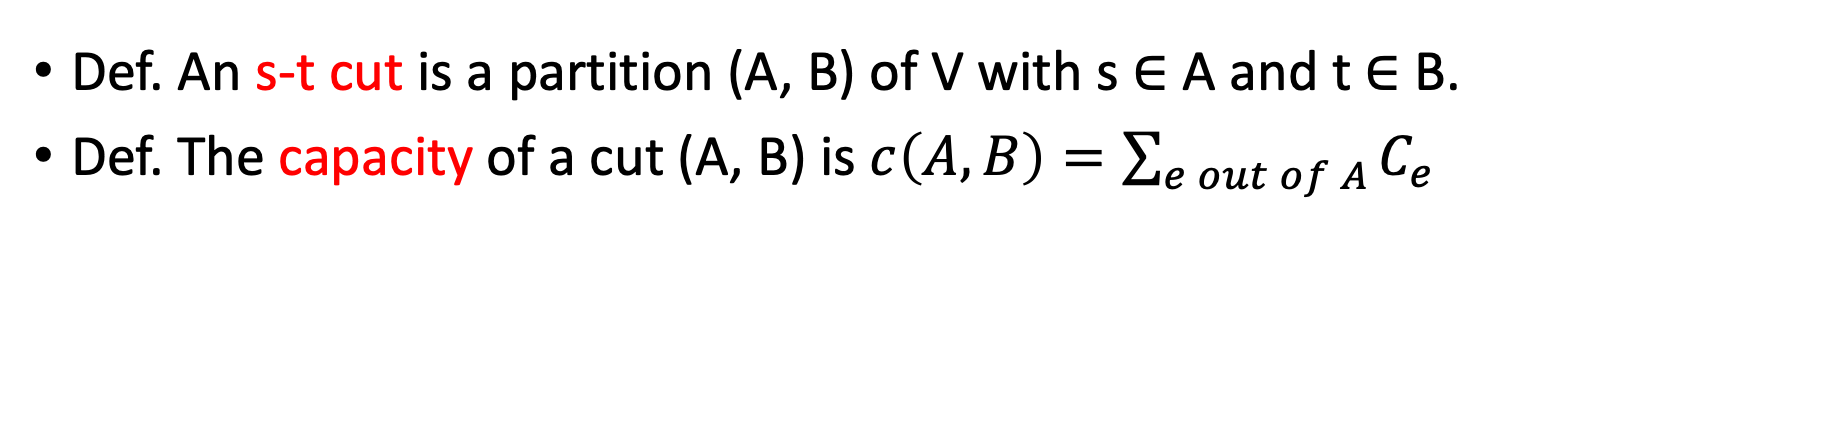 • Def. An s-t cut is a partition (A, B) of V with s ∈ A and t ∈ B.
• Def. The capacity of a cut (A, B) is c(A, B) = ∑e out of A Ce